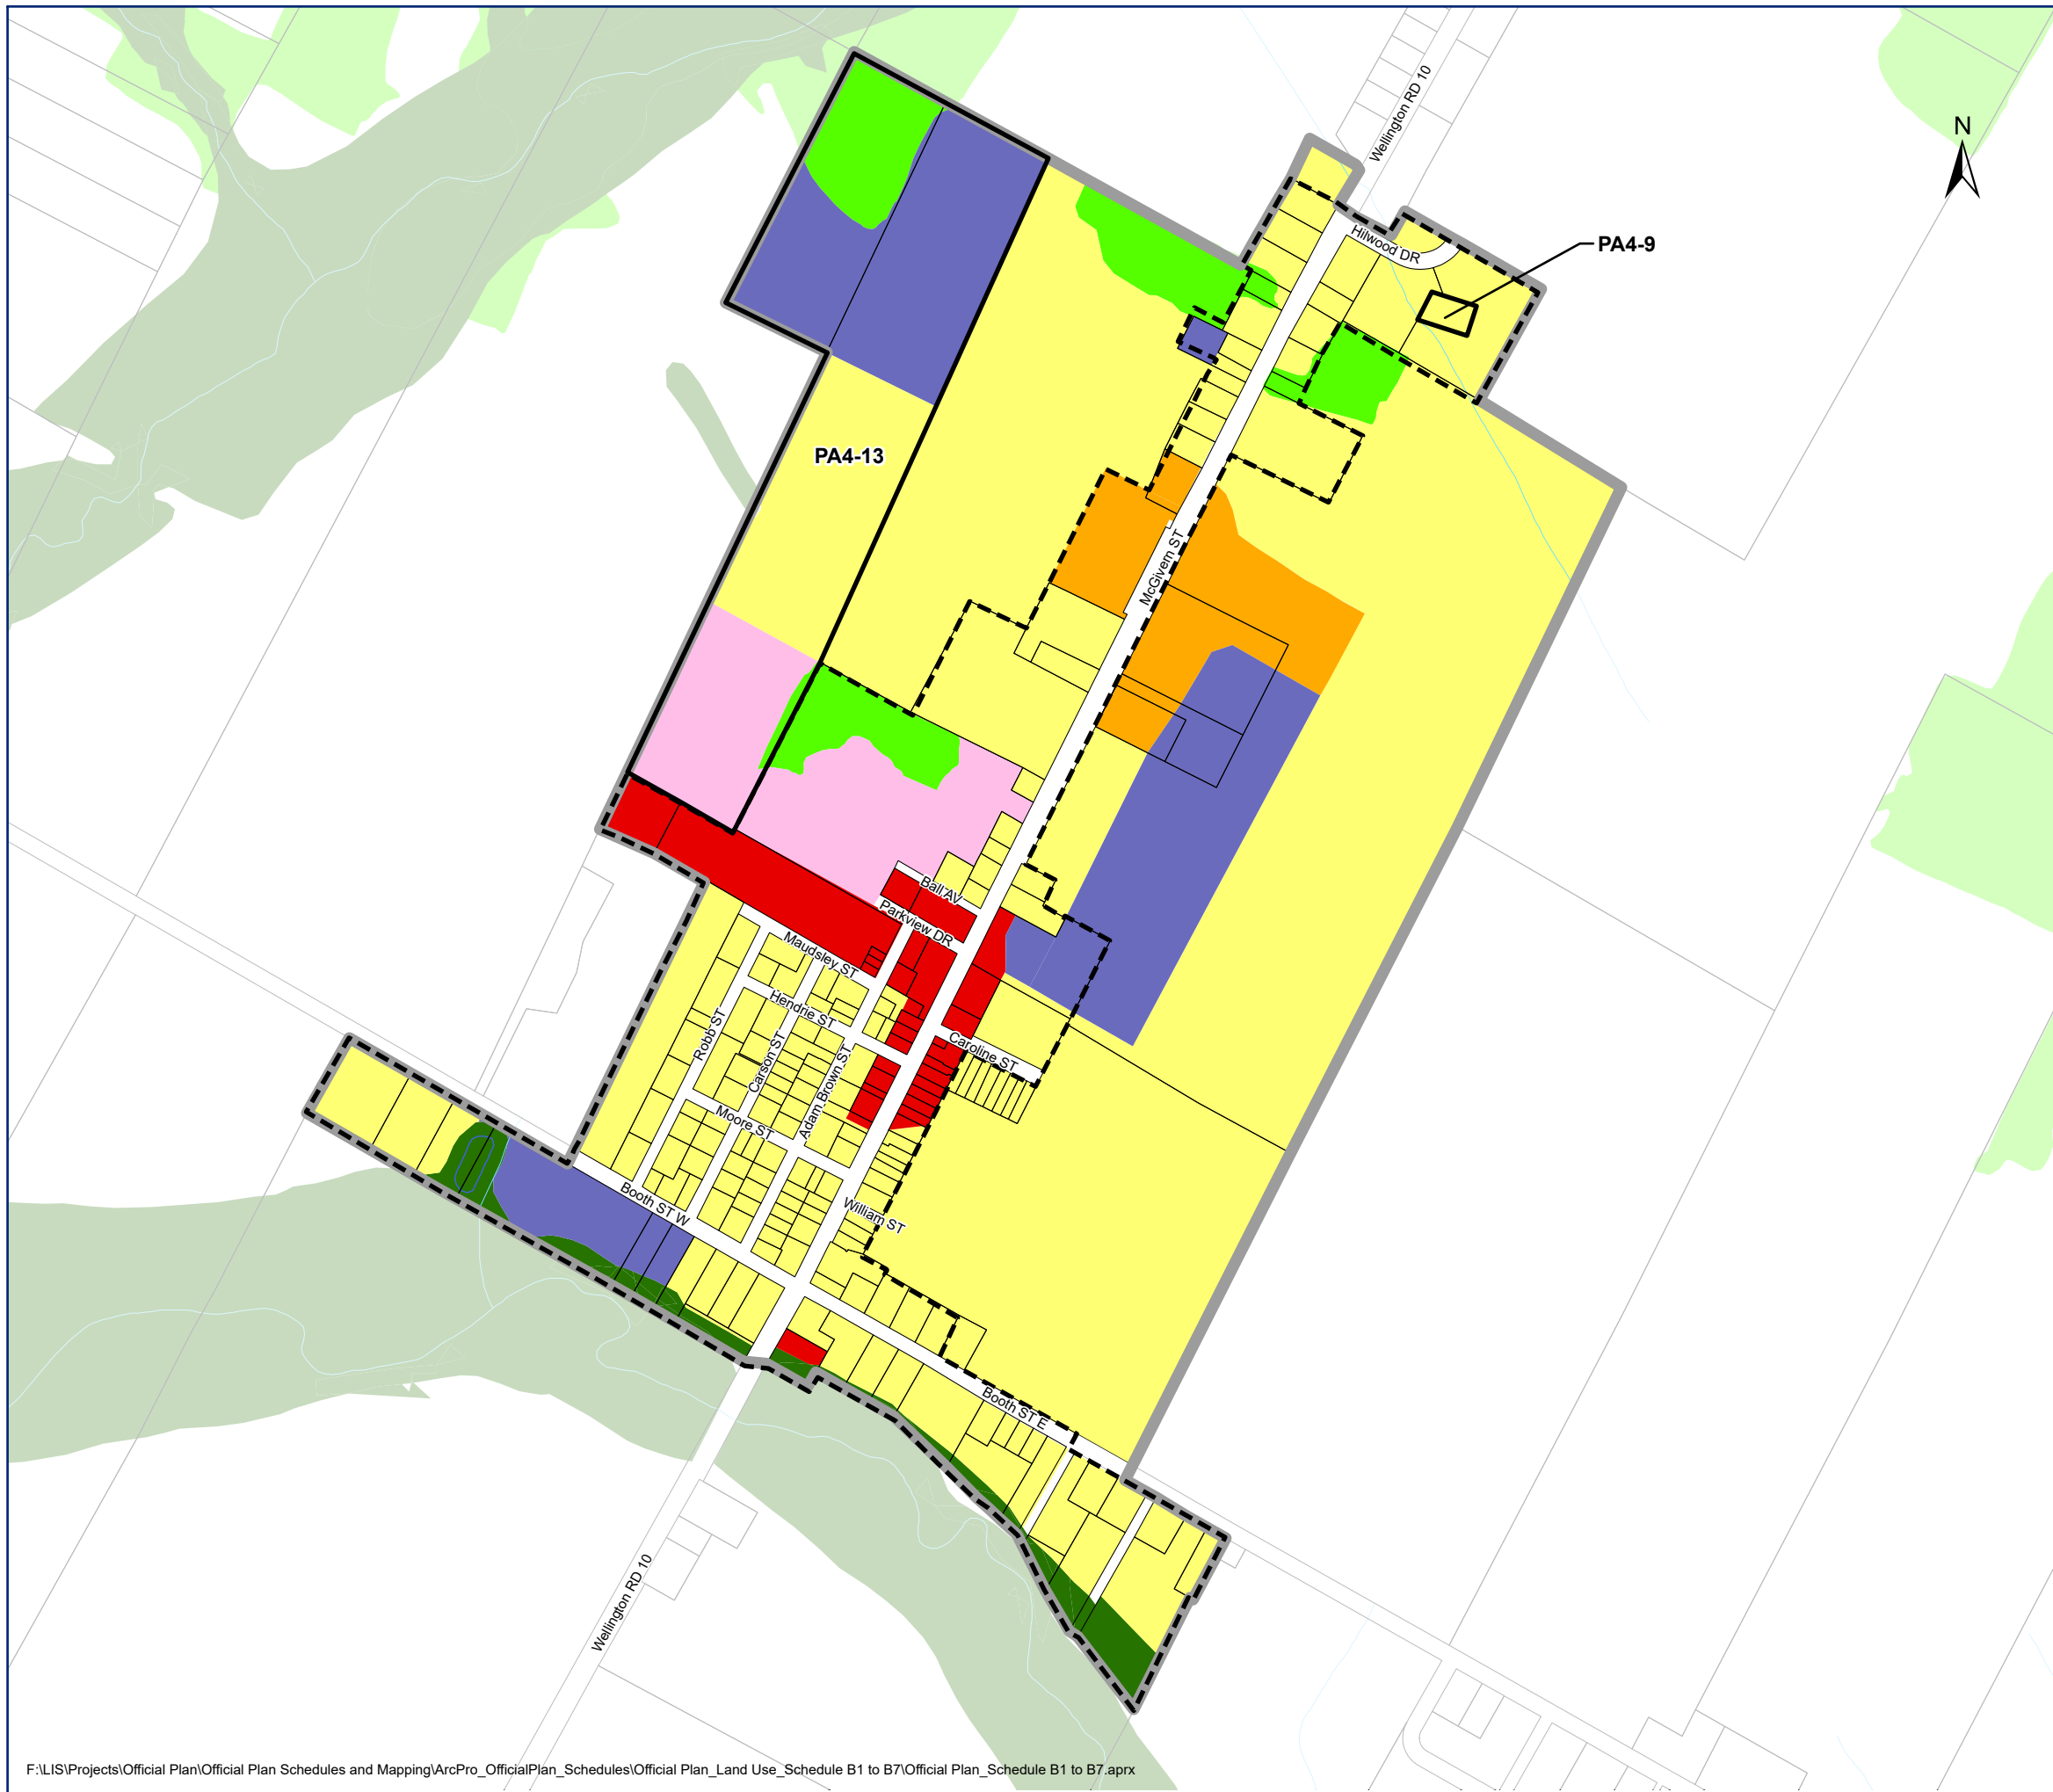 Wellington RD 10
N
Hilwood DR
PA4-9
PA4-13
McGivern ST
Ball AV
Parkview DR
Maudsley ST
Hendrie ST
Robb ST
Carson ST
Adam Brown ST
Caroline ST
Moore ST
Booth ST W
William ST
Booth ST E
Wellington RD 10
F:\LIS\Projects\Official Plan\Official Plan Schedules and Mapping\ArcPro_OfficialPlan_Schedules\Official Plan_Land Use_Schedule B1 to B7\Official Plan_Schedule B1 to B7.aprx